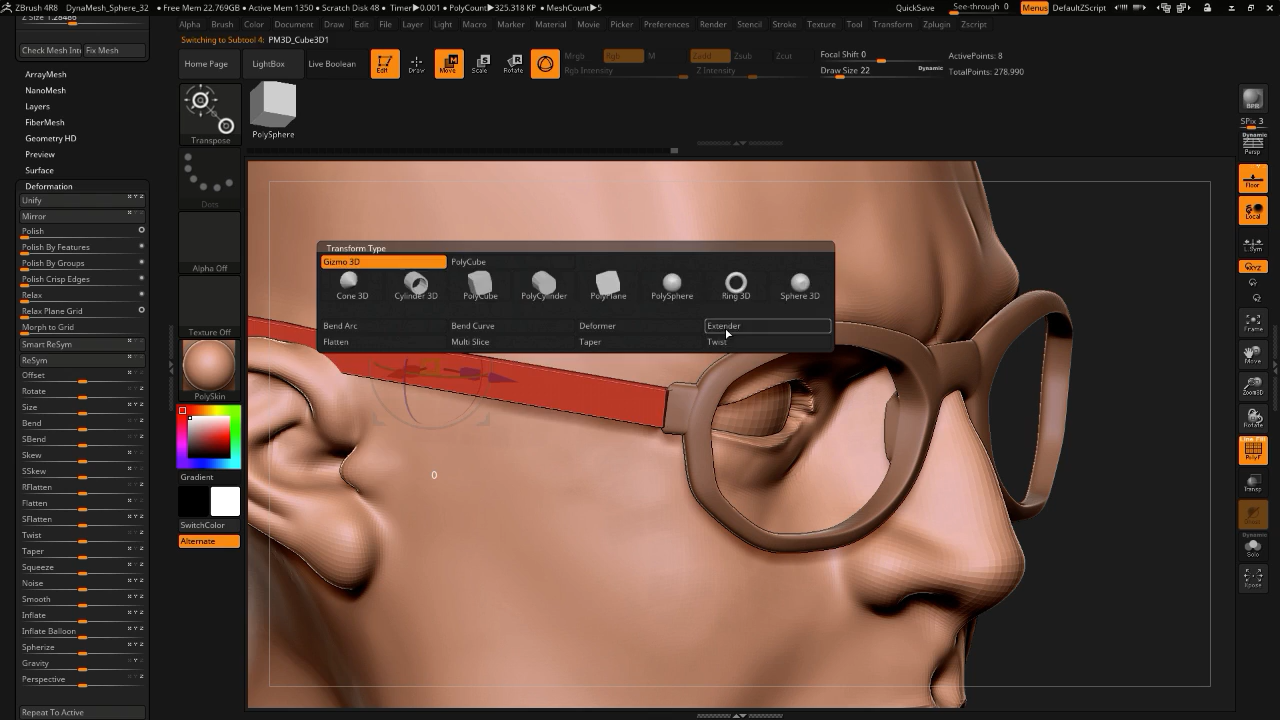 ZBrush 4R8 DynaMesh_Sphere_32 • Free Mem 22.769GB • Active Mem 1350 • Scratch Disk 48 • Timer▶0.001 • PolyCount▶325.318 KP • MeshCount▶5 QuickSave See-through 0 Menus DefaultZScript
Alpha Brush Color Document Draw Edit File Layer Light Macro Marker Material Movie Picker Preferences Render Stencil Stroke Texture Tool Transform Zplugin Zscript
Z Size 1.28486
Switching to Subtool 4: PM3D_Cube3D1
Check Mesh Int Fix Mesh
Home Page LightBox Live Boolean Edit Draw Move Scale Rotate
Mrgb Rgb M Zadd Zsub Zcut
Rgb Intensity Z Intensity
Focal Shift 0
Draw Size 22 Dynamic
ActivePoints: 8
TotalPoints: 278,990
ArrayMesh
NanoMesh
Layers
FiberMesh
Geometry HD
Preview
Surface
Deformation
Unify
Mirror
Polish
Polish By Features
Polish By Groups
Polish Crisp Edges
Relax
Relax Plane Grid
Morph to Grid
Smart ReSym
ReSym
Offset
Rotate
Size
Bend
SBend
Skew
SSkew
RFlatten
Flatten
SFlatten
Twist
Taper
Squeeze
Noise
Smooth
Inflate
Inflate Balloon
Spherize
Gravity
Perspective
Repeat To Active
Transpose
Dots
Alpha Off
Texture Off
PolySkin
Gradient
SwitchColor
Alternate
PolySphere
Transform Type
Gizmo 3D PolyCube
Cone 3D Cylinder 3D PolyCube PolyCylinder PolyPlane PolySphere Ring 3D Sphere 3D
Bend Arc Bend Curve Deformer Extender
Flatten Multi Slice Taper Twist
0
BPR
SPix 3
Dynamic
Persp
Floor
Local
L.Sym
XYZ
Frame
Move
Zoom3D
Rotate
Line Fill
PolyF
Transp
Dynamic
Solo
Xpose